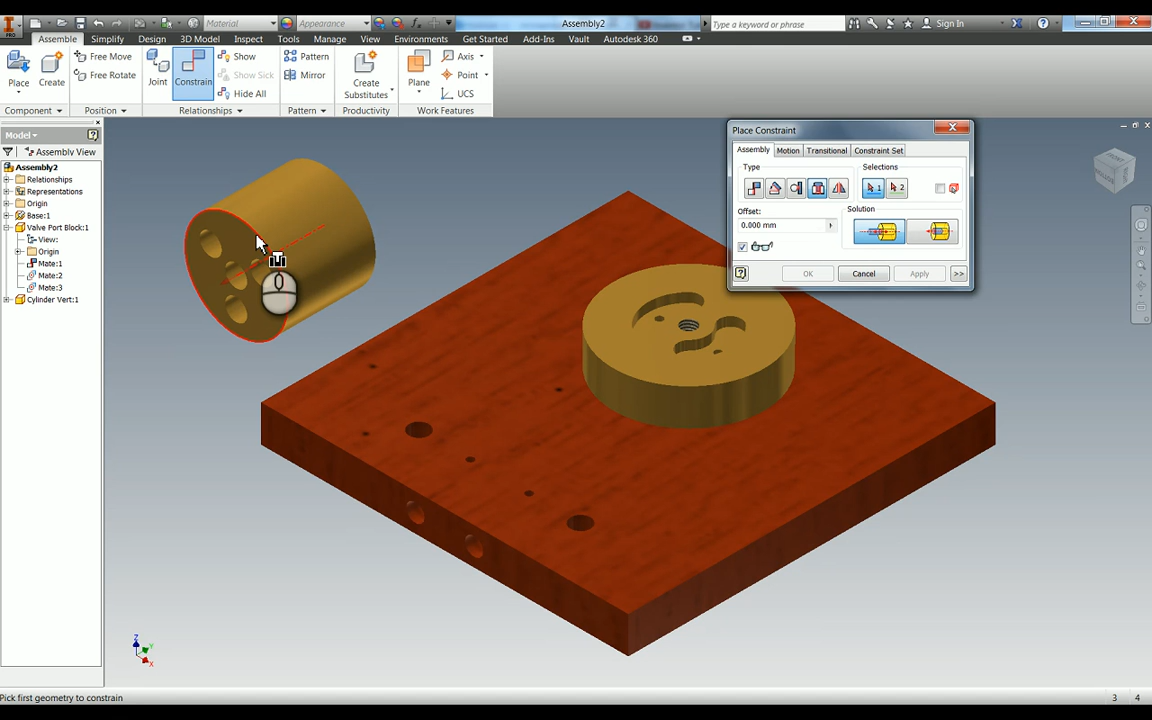 Material
Appearance
Assembly2
Type a keyword or phrase
Sign In
PRO
Assemble Simplify Design 3D Model Inspect Tools Manage View Environments Get Started Add-Ins Vault Autodesk 360
Place
Create
Free Move
Free Rotate
Joint
Constrain
Show
Show Sick
Hide All
Pattern
Mirror
Create
Substitutes
Plane
Axis
Point
UCS
Component Position Relationships Pattern Productivity Work Features
Model
Assembly View
Assembly2
Relationships
Representations
Origin
Base:1
Valve Port Block:1
View:
Origin
Mate:1
Mate:2
Mate:3
Cylinder Vert:1
Place Constraint
Assembly Motion Transitional Constraint Set
Type
Selections
1
2
Offset:
0.000 mm
Solution
OK
Cancel
Apply
>>
FRONT
BOTTOM
Z
Y
X
Pick first geometry to constrain
3 4